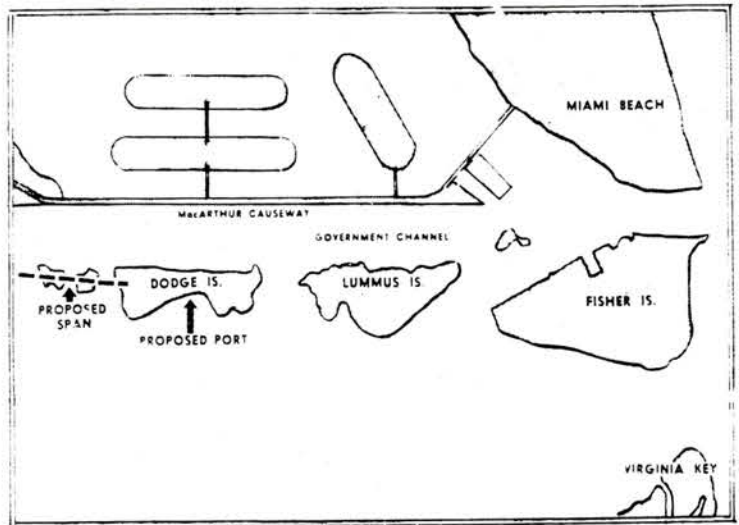 MIAMI BEACH
MacARTHUR CAUSEWAY
GOVERNMENT CHANNEL
DODGE IS.
LUMMUS IS.
FISHER IS.
PROPOSED
SPAN
PROPOSED PORT
VIRGINIA KEY